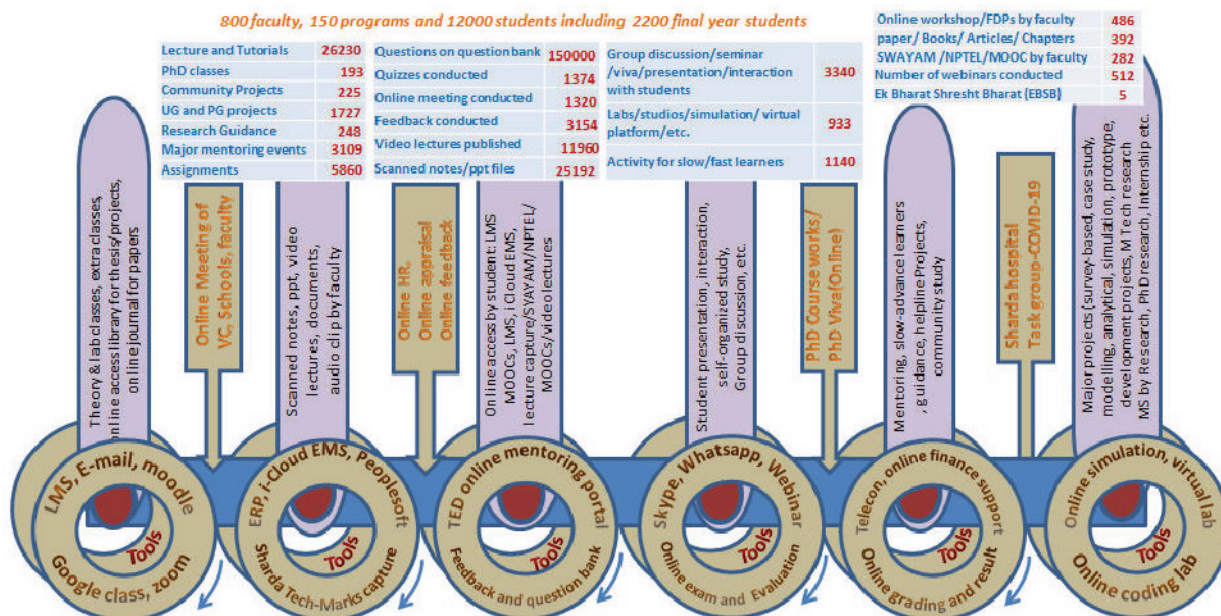 800 faculty, 150 programs and 12000 students including 2200 final year students
Lecture and Tutorials 26230
PhD classes 193
Community Projects 225
UG and PG projects 1727
Research Guidance 248
Major mentoring events 3109
Assignments 5860
Questions on question bank 150000
Quizzes conducted 1374
Online meeting conducted 1320
Feedback conducted 3154
Video lectures published 11960
Scanned notes/ppt files 25192
Group discussion/seminar
/viva/presentation/interaction
with students 3340
Labs/studios/simulation/ virtual
platform/etc. 933
Activity for slow/fast learners 1140
Online workshop/FDPs by faculty 486
paper/ Books/ Articles/ Chapters 392
SWAYAM /NPTEL/MOOC by faculty 282
Number of webinars conducted 512
Ek Bharat Shresht Bharat (EBSB) 5
Theory & lab classes, extra classes,
online access library for thesis/projects,
online journal for papers
Online Meeting of
VC, Schools, faculty
Scanned notes, ppt, video
lectures, documents,
audio clip by faculty
Online HR,
Online appraisal
Online feedback
Online access by student: LMS
MOOCs, LMS, i Cloud EMS,
lecture capture/SYAYAM/NPTEL/
MOOCs/video lectures
Student presentation, interaction,
self-organized study,
Group discussion, etc.
PhD Course works/
PhD Viva(Online)
Mentoring, slow-advance learners
, guidance, helpline Projects,
community study
Sharda hospital
Task group-COVID-19
Major projects (survey-based, case study,
modelling, analytical, simulation, prototype,
development projects, M Tech research
MS by Research, PhD research, Internship etc.
LMS, E-mail, moodle
Tools
Google class, zoom
ERP, i-Cloud EMS, Peoplesoft
Tools
Sharda Tech-Marks capture
TED online mentoring portal
Tools
Feedback and question bank
Skype, Whatsapp, Webinar
Tools
Online exam and Evaluation
Telecon, online finance support
Tools
Online grading and result
Online simulation, virtual lab
Tools
Online coding lab